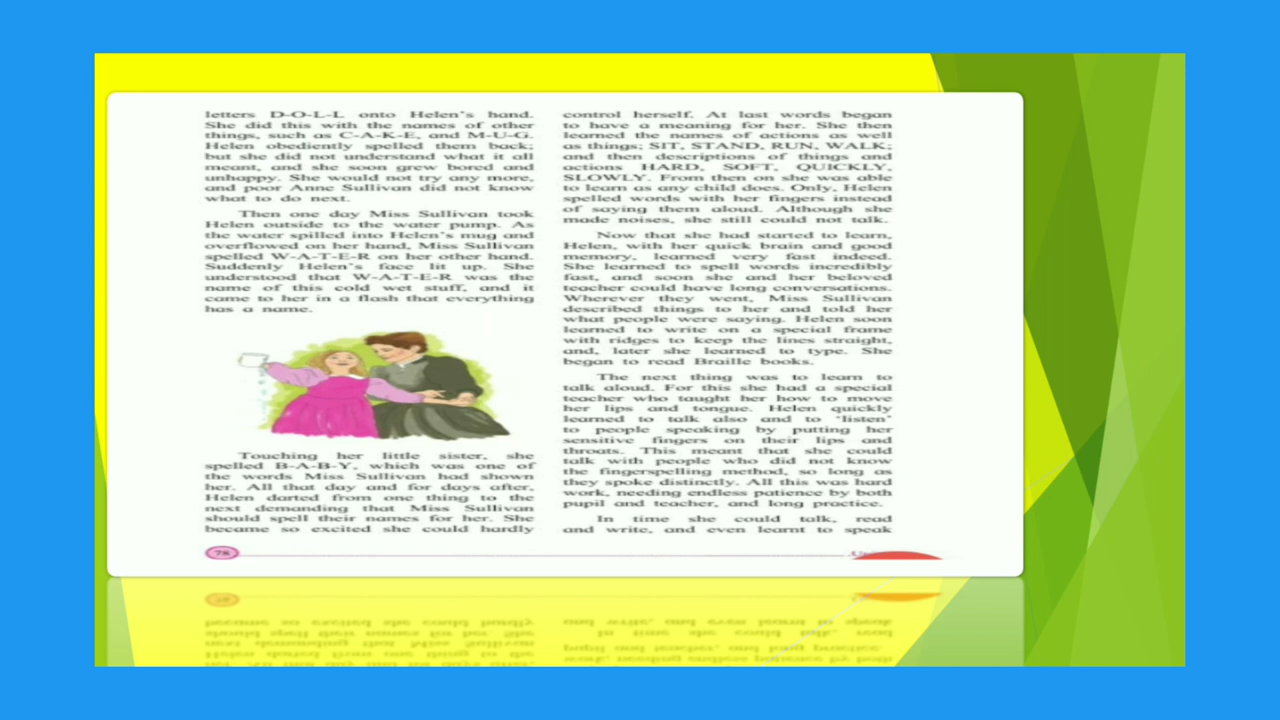 letters D-O-L-L onto Helen's hand.
She did this with the names of other
things, such as C-A-K-E, and M-U-G.
Helen obediently spelled them back;
but she did not understand what it all
meant, and she soon grew bored and
unhappy. She would not try any more,
and poor Anne Sullivan did not know
what to do next.
Then one day Miss Sullivan took
Helen outside to the water pump. As
the water spilled into Helen's mug and
overflowed on her hand, Miss Sullivan
spelled W-A-T-E-R on her other hand.
Suddenly Helen's face lit up. She
understood that W-A-T-E-R was the
name of this cold wet stuff, and it
came to her in a flash that everything
has a name.
Touching her little sister, she
spelled B-A-B-Y, which was one of
the words Miss Sullivan had shown
her. All that day and for days after,
Helen darted from one thing to the
next demanding that Miss Sullivan
should spell their names for her. She
became so excited she could hardly
78
control herself. At last words began
to have a meaning for her. She then
learned the names of actions as well
as things; SIT, STAND, RUN, WALK;
and then descriptions of things and
actions HARD, SOFT, QUICKLY,
SLOWLY. From then on she was able
to learn as any child does. Only, Helen
spelled words with her fingers instead
of saying them aloud. Although she
made noises, she still could not talk.
Now that she had started to learn,
Helen, with her quick brain and good
memory, learned very fast indeed.
She learned to spell words incredibly
fast, and soon she and her beloved
teacher could have long conversations.
Wherever they went, Miss Sullivan
described things to her and told her
what people were saying. Helen soon
learned to write on a special frame
with ridges to keep the lines straight,
and, later she learned to type. She
began to read Braille books.
The next thing was to learn to
talk aloud. For this she had a special
teacher who taught her how to move
her lips and tongue. Helen quickly
learned to talk also and to 'listen'
to people speaking by putting her
sensitive fingers on their lips and
throats. This meant that she could
talk with people who did not know
the fingerspelling method, so long as
they spoke distinctly. All this was hard
work, needing endless patience by both
pupil and teacher, and long practice.
In time she could talk, read
and write, and even learnt to speak